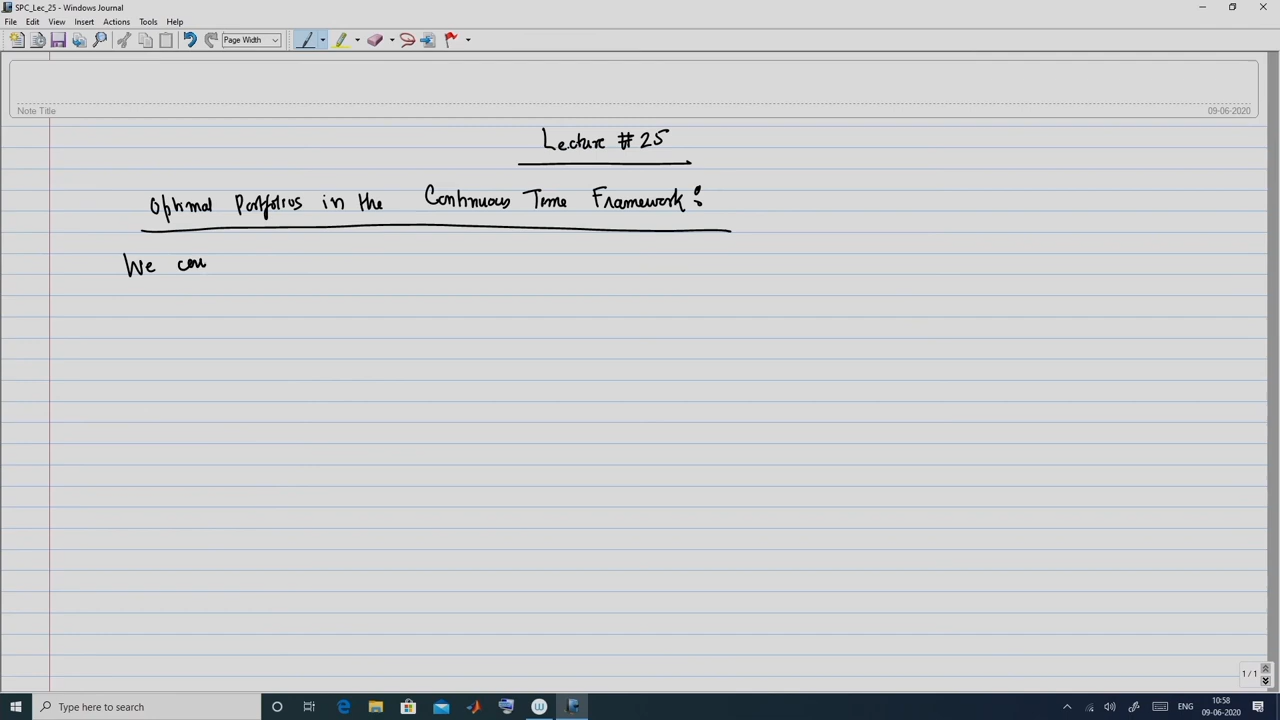 SPC_Lec_25 - Windows Journal
File Edit View Insert Actions Tools Help
Page Width
Note Title
09-06-2020
Lecture # 25
Optimal Portfolios in the Continuous Time Framework :
We con
1 / 1
Type here to search
ENG
10:58
09-06-2020